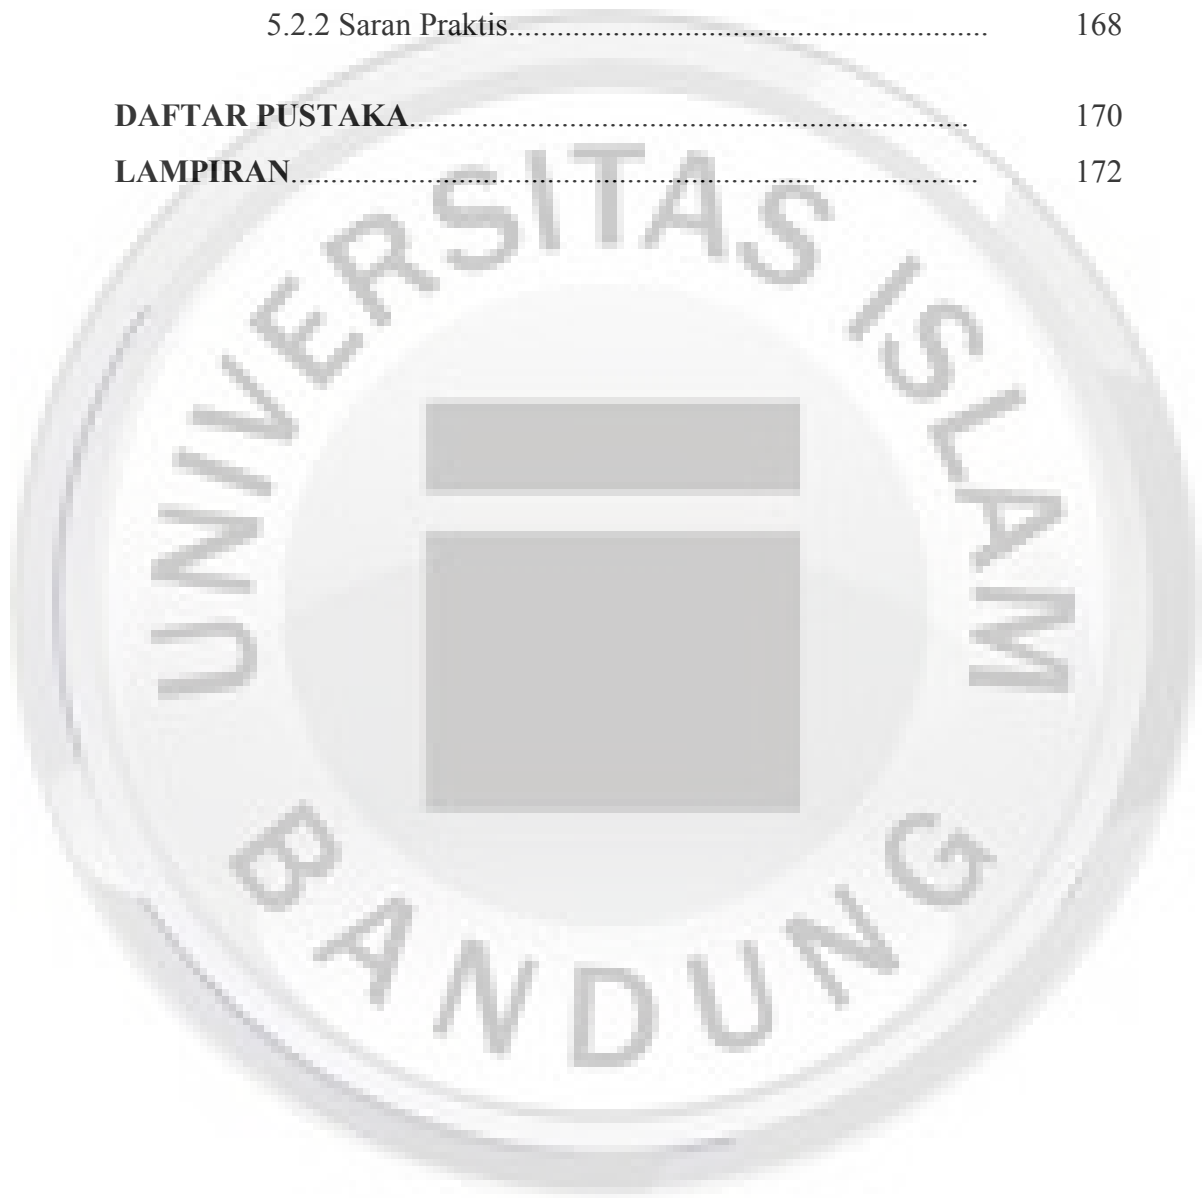 5.2.2 Saran Praktis............................................................ 168
DAFTAR PUSTAKA...................................................................... 170
LAMPIRAN...................................................................................... 172
UNIVERSITAS ISLAM
BANDUNG